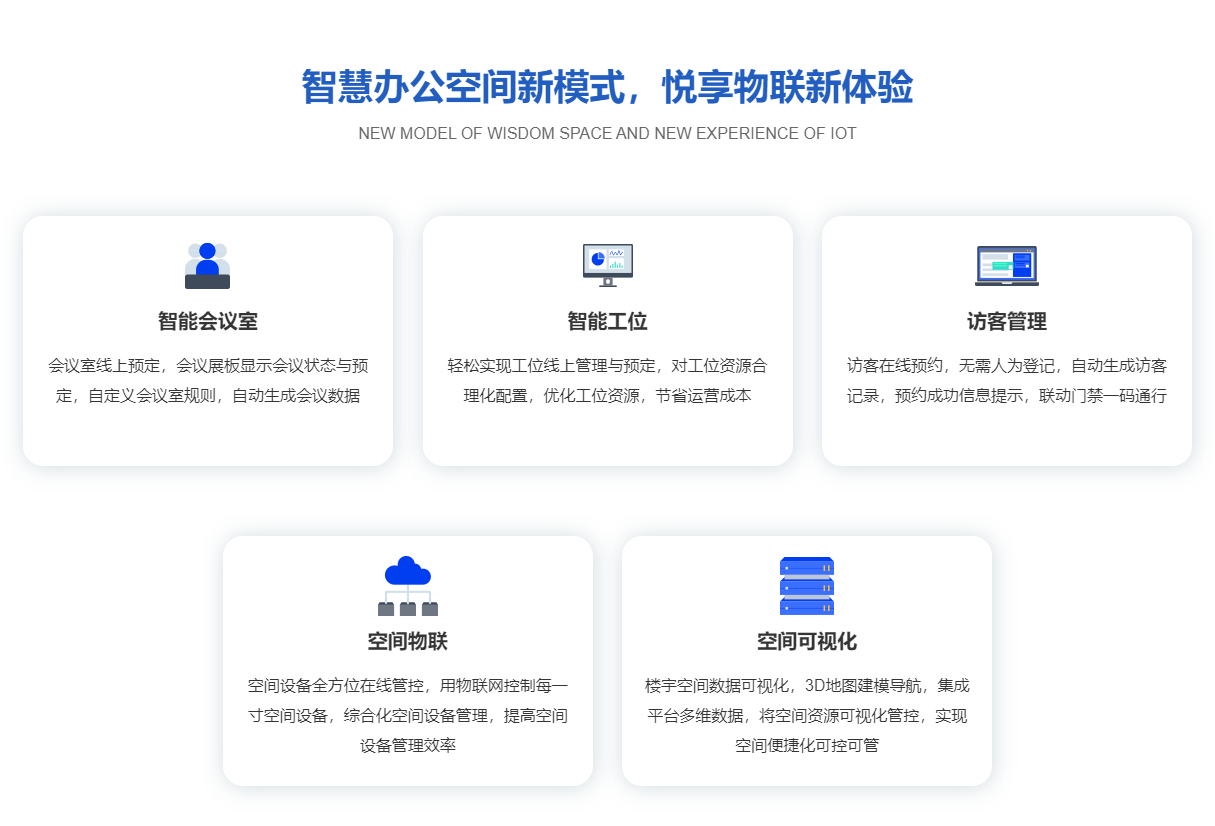 智慧办公空间新模式，悦享物联新体验
NEW MODEL OF WISDOM SPACE AND NEW EXPERIENCE OF IOT
智能会议室
会议室线上预定，会议展板显示会议状态与预
定，自定义会议室规则，自动生成会议数据
智能工位
轻松实现工位线上管理与预定，对工位资源合
理化配置，优化工位资源，节省运营成本
访客管理
访客在线预约，无需人为登记，自动生成访客
记录，预约成功信息提示，联动门禁一码通行
空间物联
空间设备全方位在线管控，用物联网控制每一
寸空间设备，综合化空间设备管理，提高空间
设备管理效率
空间可视化
楼宇空间数据可视化，3D地图建模导航，集成
平台多维数据，将空间资源可视化管控，实现
空间便捷化可控可管